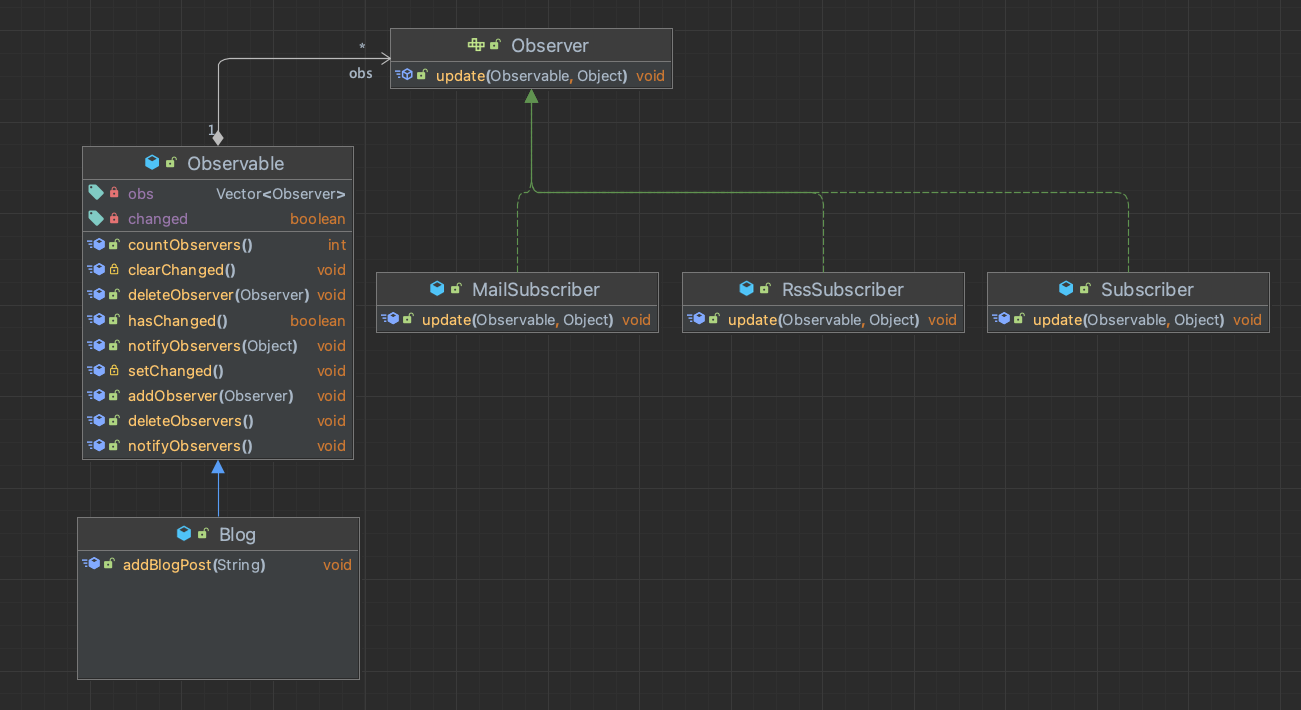 Observer
update(Observable, Object) void
*
obs
1
Observable
obs Vector<Observer>
changed boolean
countObservers() int
clearChanged() void
deleteObserver(Observer) void
hasChanged() boolean
notifyObservers(Object) void
setChanged() void
addObserver(Observer) void
deleteObservers() void
notifyObservers() void
MailSubscriber
update(Observable, Object) void
RssSubscriber
update(Observable, Object) void
Subscriber
update(Observable, Object) void
Blog
addBlogPost(String) void